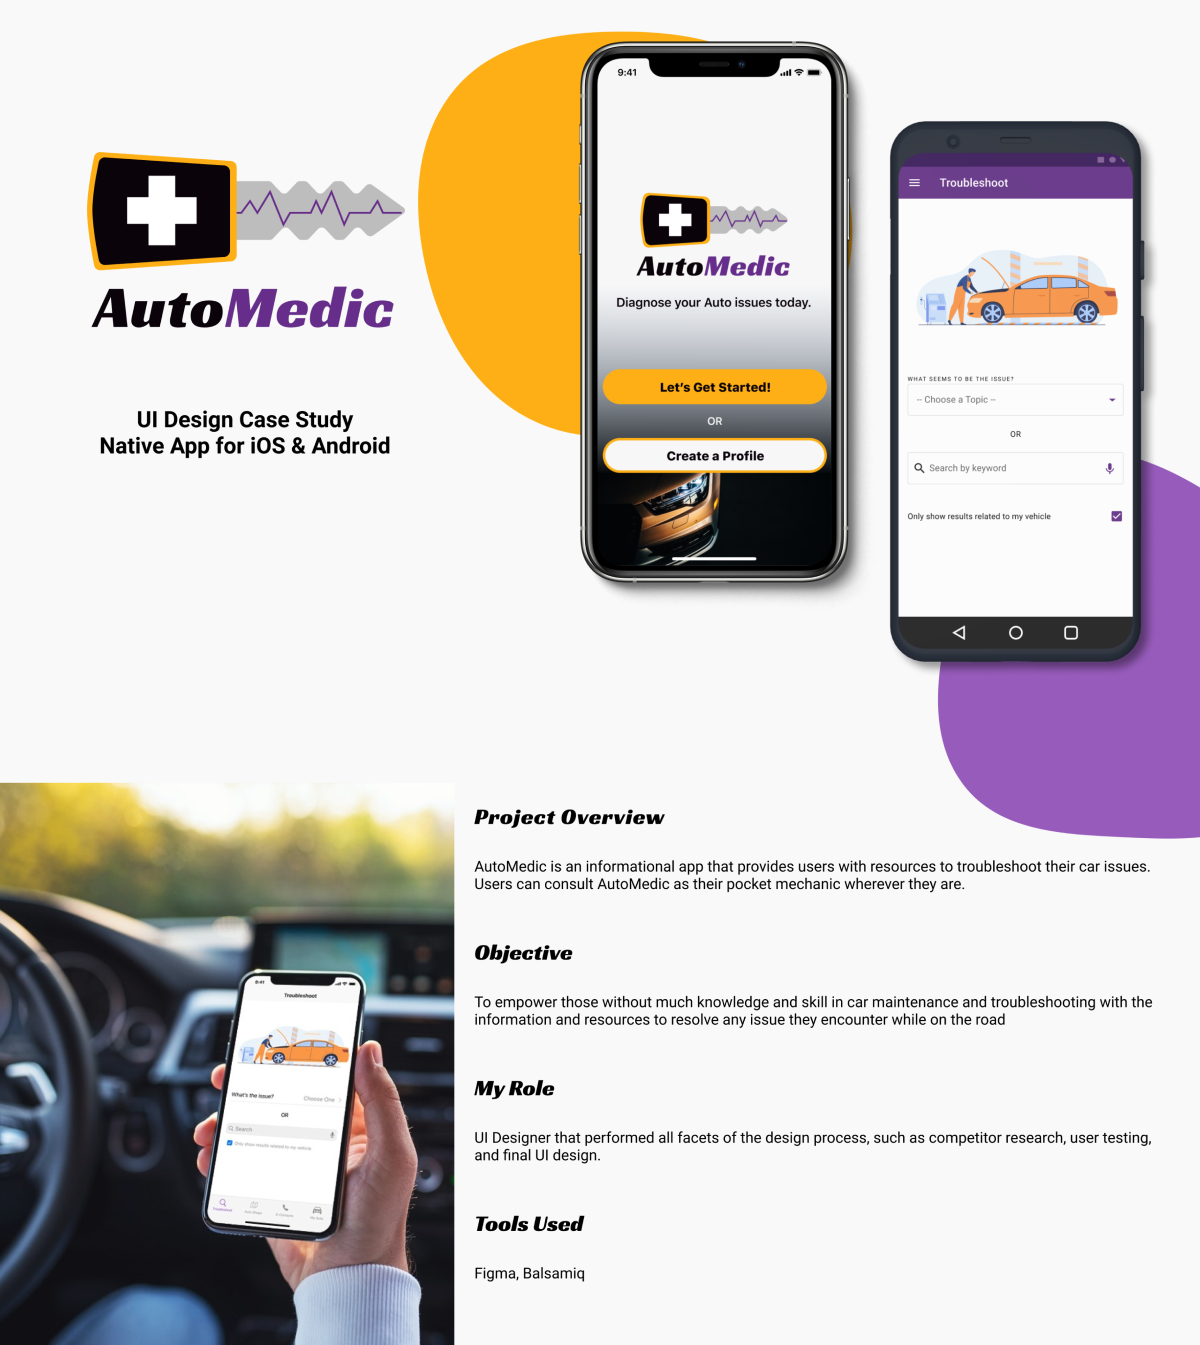 AutoMedic
UI Design Case Study
Native App for iOS & Android
9:41
AutoMedic
Diagnose your Auto issues today.
Let's Get Started!
OR
Create a Profile
Troubleshoot
WHAT SEEMS TO BE THE ISSUE?
-- Choose a Topic --
OR
Search by keyword
Only show results related to my vehicle
9:41
Troubleshoot
What's the issue?
Choose One
OR
Search
Only show results related to my vehicle
Troubleshoot
Project Overview
AutoMedic is an informational app that provides users with resources to troubleshoot their car issues.
Users can consult AutoMedic as their pocket mechanic wherever they are.
Objective
To empower those without much knowledge and skill in car maintenance and troubleshooting with the
information and resources to resolve any issue they encounter while on the road
My Role
UI Designer that performed all facets of the design process, such as competitor research, user testing,
and final UI design.
Tools Used
Figma, Balsamiq